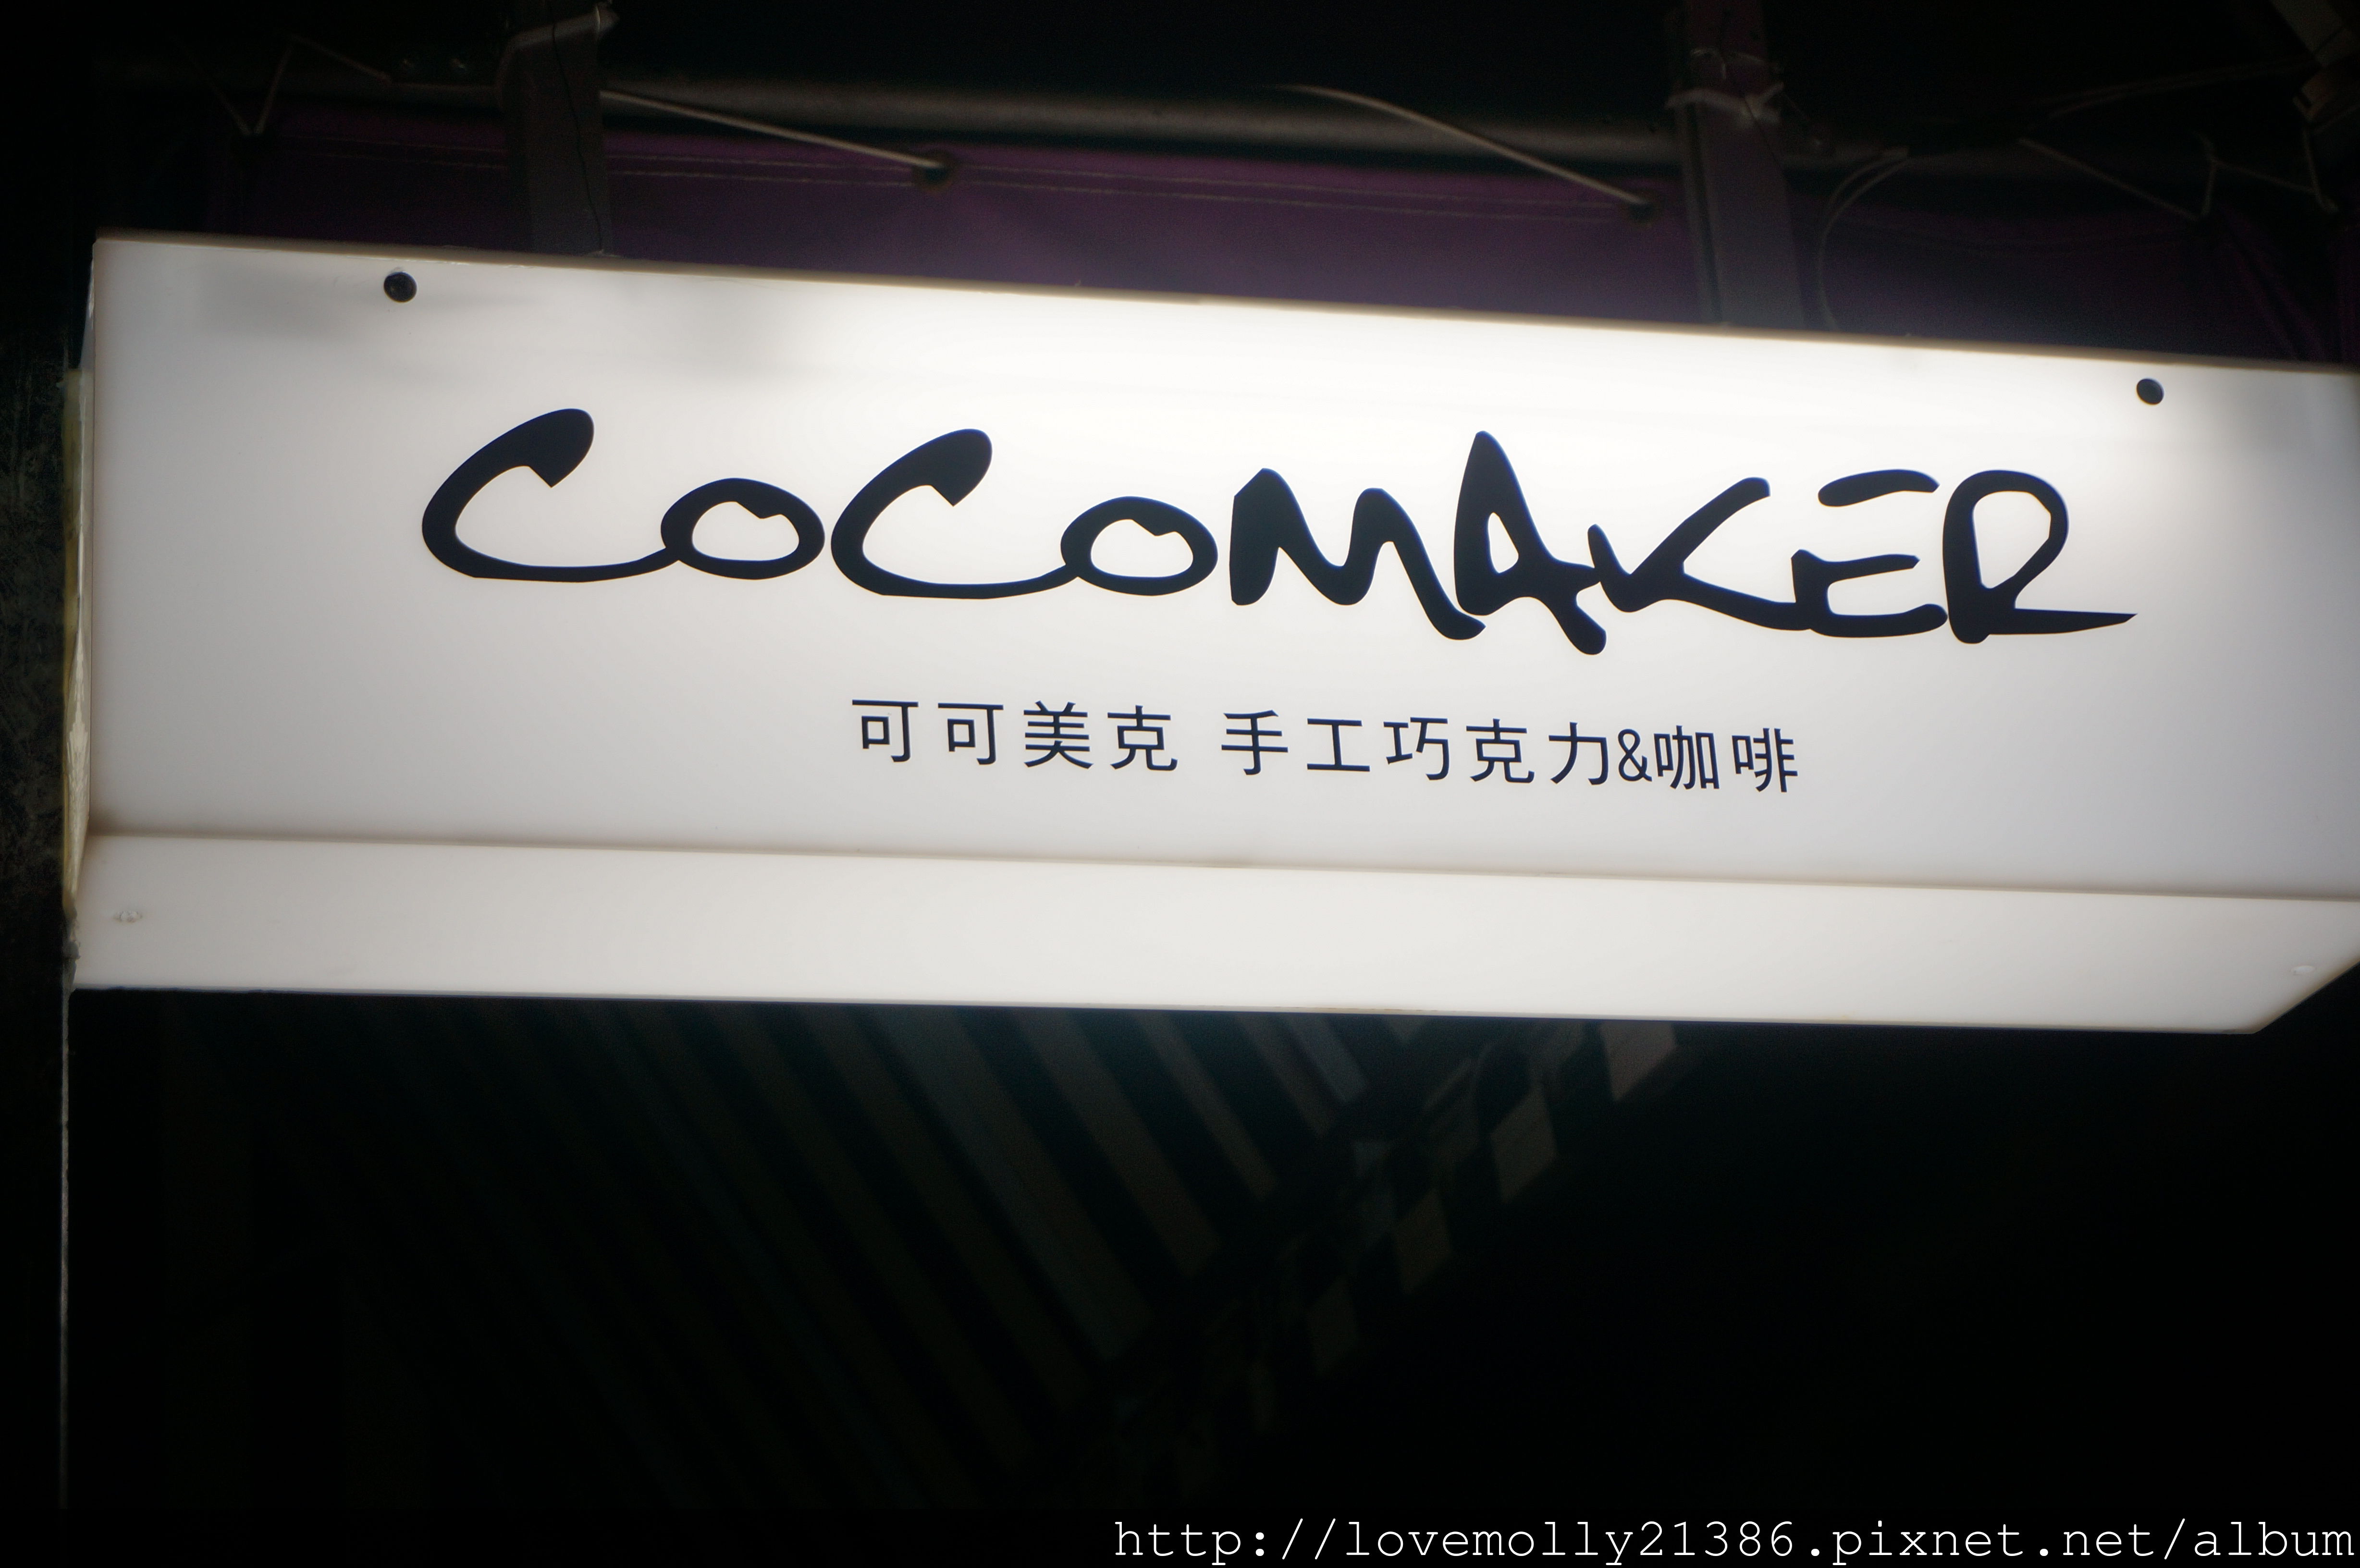 COCOMAKER
可可美克 手工巧克力&咖啡
http://lovemolly21386.pixnet.net/album